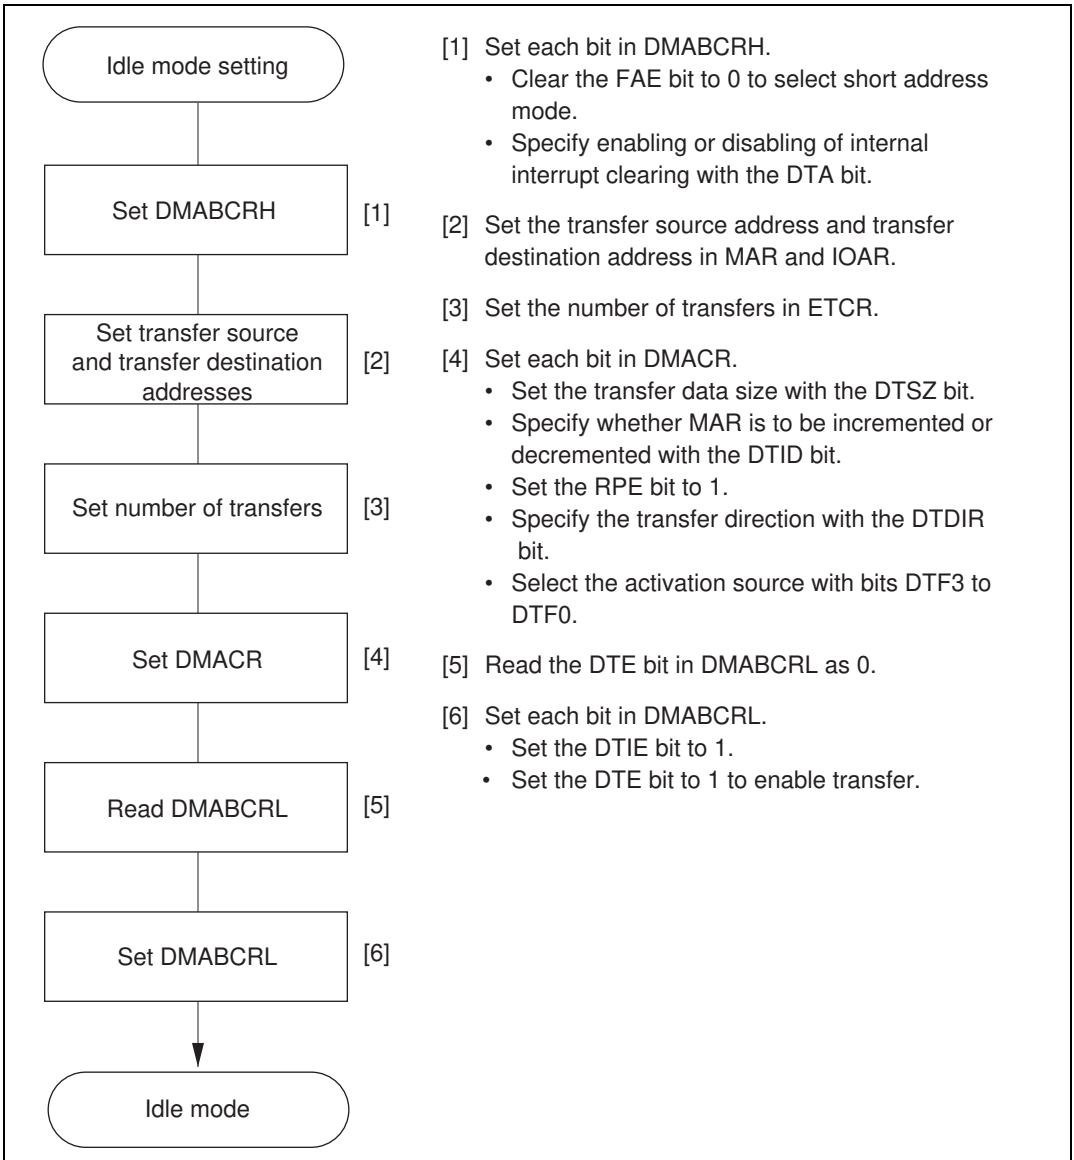 Idle mode setting
Set DMABCRH
[1]
Set transfer source
and transfer destination
addresses
[2]
Set number of transfers
[3]
Set DMACR
[4]
Read DMABCRL
[5]
Set DMABCRL
[6]
Idle mode
[1] Set each bit in DMABCRH.
• Clear the FAE bit to 0 to select short address
mode.
• Specify enabling or disabling of internal
interrupt clearing with the DTA bit.
[2] Set the transfer source address and transfer
destination address in MAR and IOAR.
[3] Set the number of transfers in ETCR.
[4] Set each bit in DMACR.
• Set the transfer data size with the DTSZ bit.
• Specify whether MAR is to be incremented or
decremented with the DTID bit.
• Set the RPE bit to 1.
• Specify the transfer direction with the DTDIR
bit.
• Select the activation source with bits DTF3 to
DTF0.
[5] Read the DTE bit in DMABCRL as 0.
[6] Set each bit in DMABCRL.
• Set the DTIE bit to 1.
• Set the DTE bit to 1 to enable transfer.